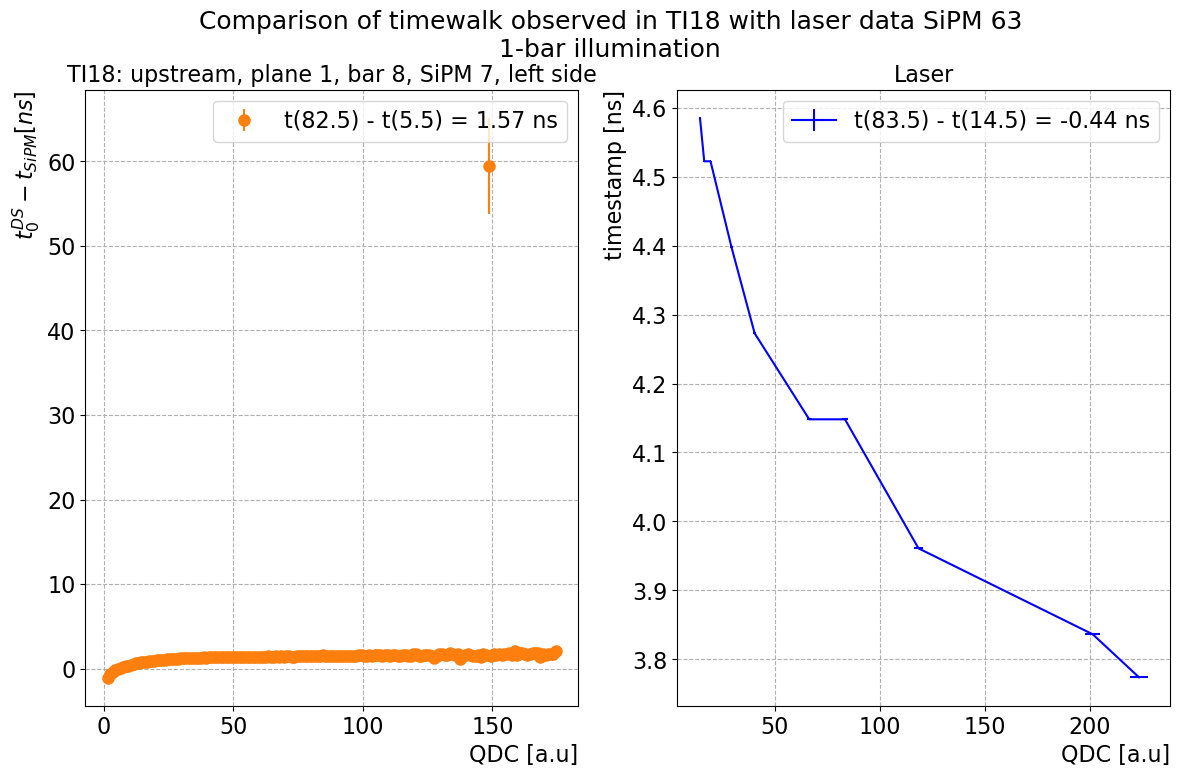 Comparison of timewalk observed in TI18 with laser data SiPM 63
1-bar illumination
TI18: upstream, plane 1, bar 8, SiPM 7, left side
t(82.5) - t(5.5) = 1.57 ns
t_0^{DS} - t_{SiPM}[ns]
60
50
40
30
20
10
0
0
50
100
150
QDC [a.u]
Laser
t(83.5) - t(14.5) = -0.44 ns
timestamp [ns]
4.6
4.5
4.4
4.3
4.2
4.1
4.0
3.9
3.8
50
100
150
200
QDC [a.u]